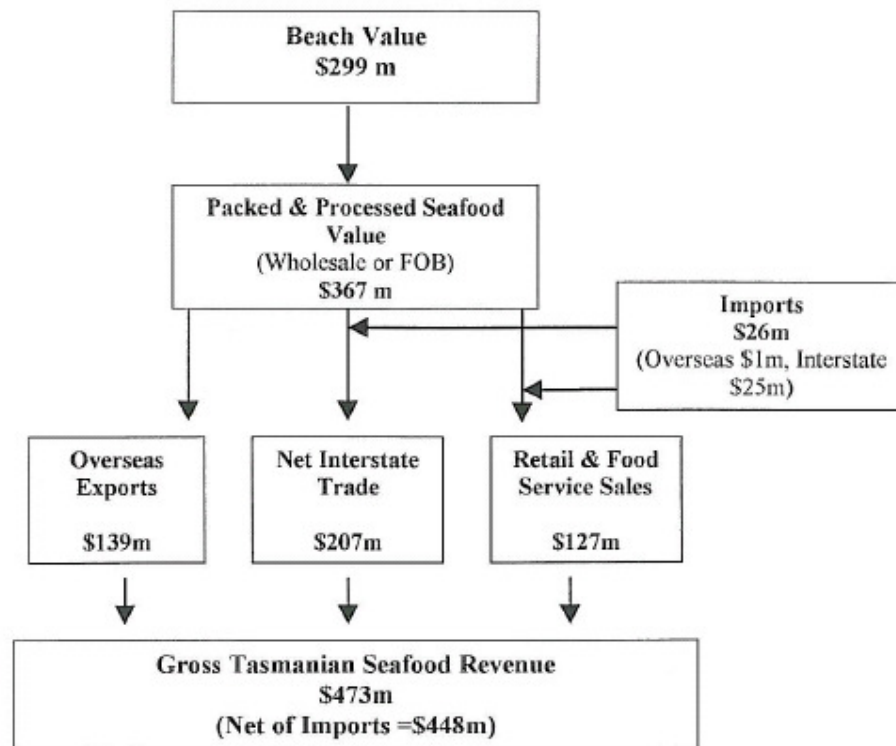 Beach Value
$299 m
Packed & Processed Seafood
Value
(Wholesale or FOB)
$367 m
Imports
$26m
(Overseas $1m, Interstate
$25m)
Overseas
Exports
$139m
Net Interstate
Trade
$207m
Retail & Food
Service Sales
$127m
Gross Tasmanian Seafood Revenue
$473m
(Net of Imports =$448m)